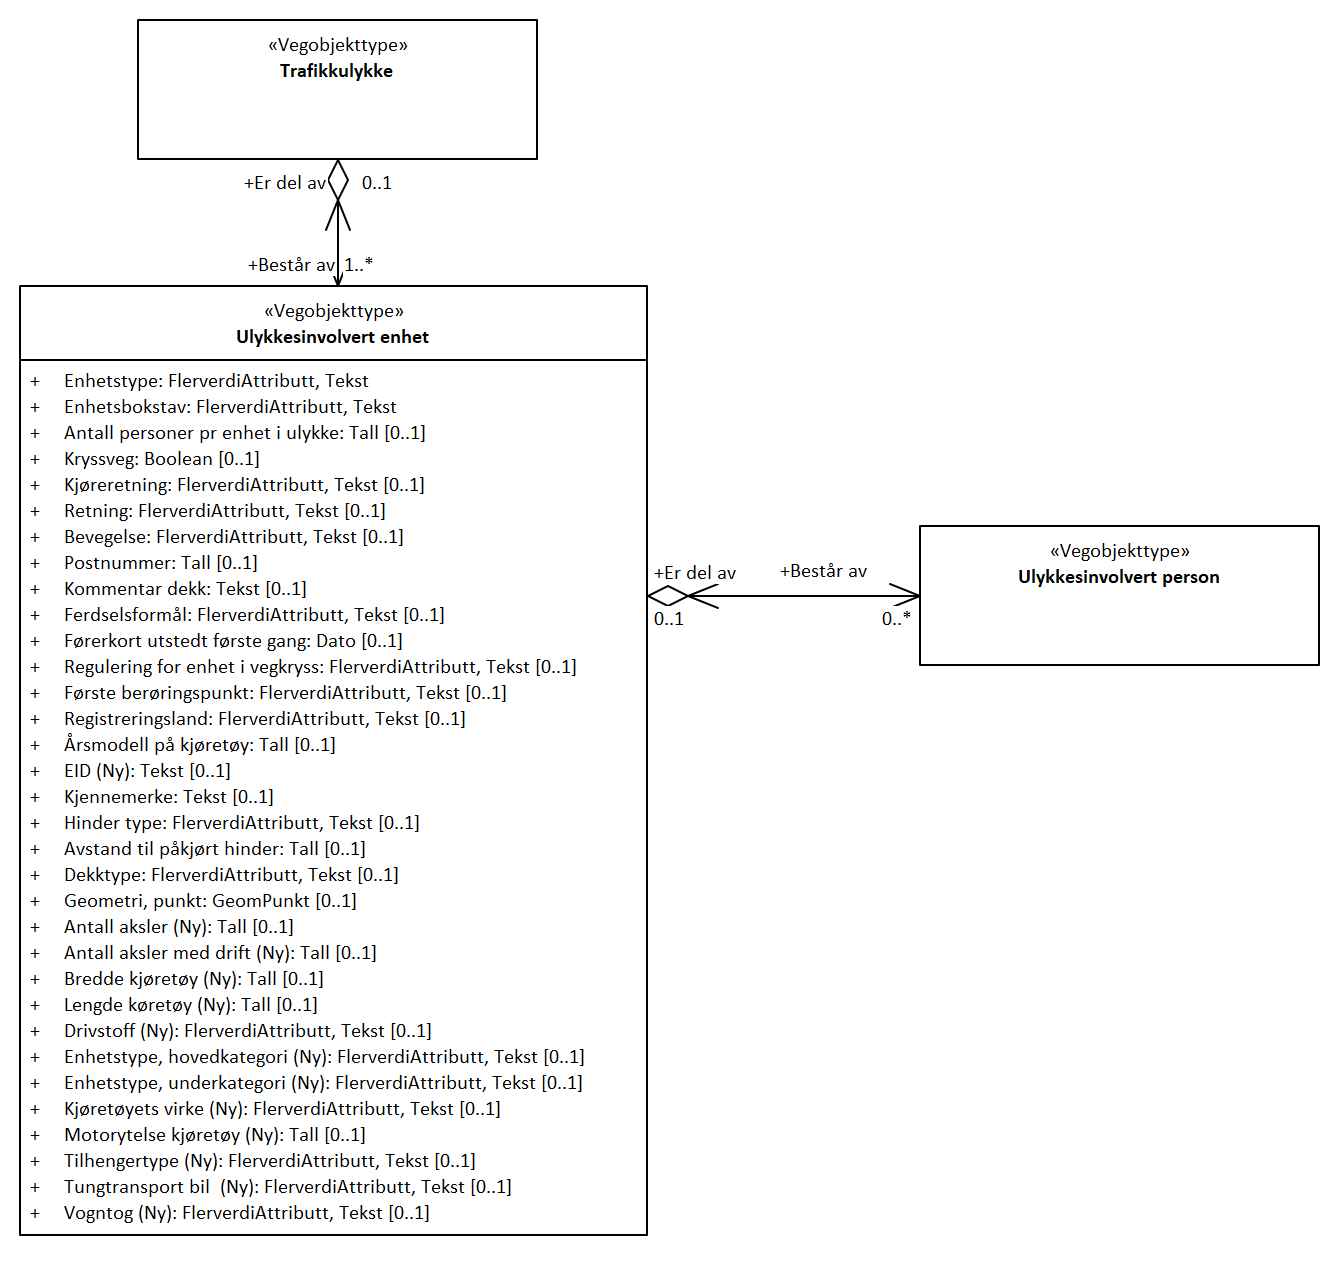 «Vegobjekttype»
Trafikkulykke
+Er del av 0..1
+Består av 1..*
«Vegobjekttype»
Ulykkesinvolvert enhet
+ Enhetstype: FlerverdiAttributt, Tekst
+ Enhetsbokstav: FlerverdiAttributt, Tekst
+ Antall personer pr enhet i ulykke: Tall [0..1]
+ Kryssveg: Boolean [0..1]
+ Kjøreretning: FlerverdiAttributt, Tekst [0..1]
+ Retning: FlerverdiAttributt, Tekst [0..1]
+ Bevegelse: FlerverdiAttributt, Tekst [0..1]
+ Postnummer: Tall [0..1]
+ Kommentar dekk: Tekst [0..1]
+ Ferdselsformål: FlerverdiAttributt, Tekst [0..1]
+ Førerkort utstedt første gang: Dato [0..1]
+ Regulering for enhet i vegkryss: FlerverdiAttributt, Tekst [0..1]
+ Første berøringspunkt: FlerverdiAttributt, Tekst [0..1]
+ Registreringsland: FlerverdiAttributt, Tekst [0..1]
+ Årsmodell på kjøretøy: Tall [0..1]
+ EID (Ny): Tekst [0..1]
+ Kjennemerke: Tekst [0..1]
+ Hinder type: FlerverdiAttributt, Tekst [0..1]
+ Avstand til påkjørt hinder: Tall [0..1]
+ Dekktype: FlerverdiAttributt, Tekst [0..1]
+ Geometri, punkt: GeomPunkt [0..1]
+ Antall aksler (Ny): Tall [0..1]
+ Antall aksler med drift (Ny): Tall [0..1]
+ Bredde kjøretøy (Ny): Tall [0..1]
+ Lengde køretøy (Ny): Tall [0..1]
+ Drivstoff (Ny): FlerverdiAttributt, Tekst [0..1]
+ Enhetstype, hovedkategori (Ny): FlerverdiAttributt, Tekst [0..1]
+ Enhetstype, underkategori (Ny): FlerverdiAttributt, Tekst [0..1]
+ Kjøretøyets virke (Ny): FlerverdiAttributt, Tekst [0..1]
+ Motorytelse kjøretøy (Ny): Tall [0..1]
+ Tilhengertype (Ny): FlerverdiAttributt, Tekst [0..1]
+ Tungtransport bil  (Ny): FlerverdiAttributt, Tekst [0..1]
+ Vogntog (Ny): FlerverdiAttributt, Tekst [0..1]
+Er del av +Består av
0..1 0..*
«Vegobjekttype»
Ulykkesinvolvert person